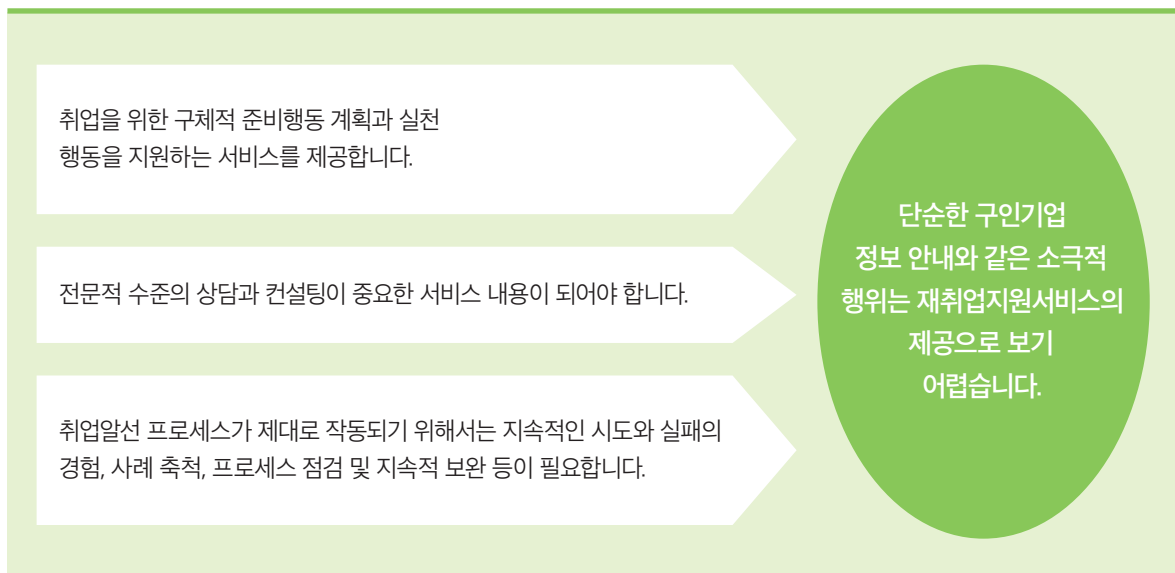 취업을 위한 구체적 준비행동 계획과 실천
행동을 지원하는 서비스를 제공합니다.
전문적 수준의 상담과 컨설팅이 중요한 서비스 내용이 되어야 합니다.
취업알선 프로세스가 제대로 작동되기 위해서는 지속적인 시도와 실패의
경험, 사례 축척, 프로세스 점검 및 지속적 보완 등이 필요합니다.
단순한 구인기업
정보 안내와 같은 소극적
행위는 재취업지원서비스의
제공으로 보기
어렵습니다.